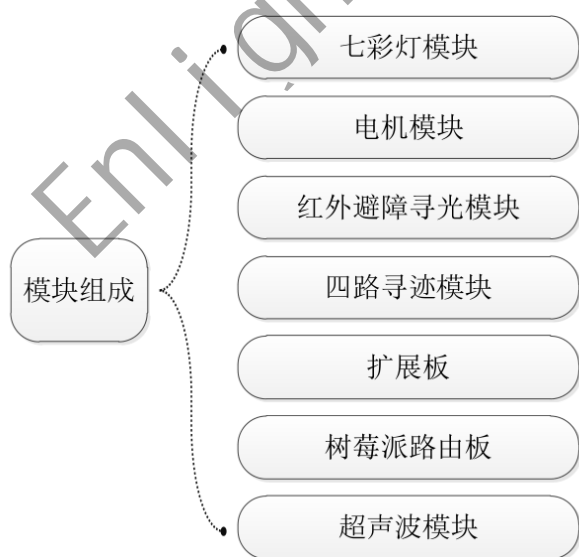 七彩灯模块
电机模块
红外避障寻光模块
模块组成
四路寻迹模块
扩展板
树莓派路由板
超声波模块